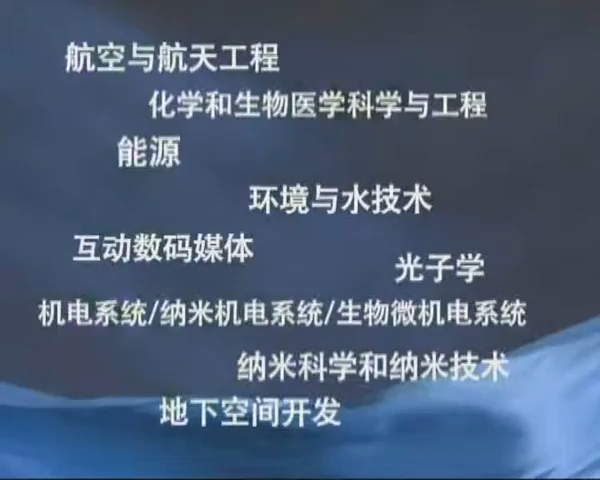 航空与航天工程
化学和生物医学科学与工程
能源
环境与水技术
互动数码媒体
光子学
机电系统/纳米机电系统/生物微机电系统
纳米科学和纳米技术
地下空间开发